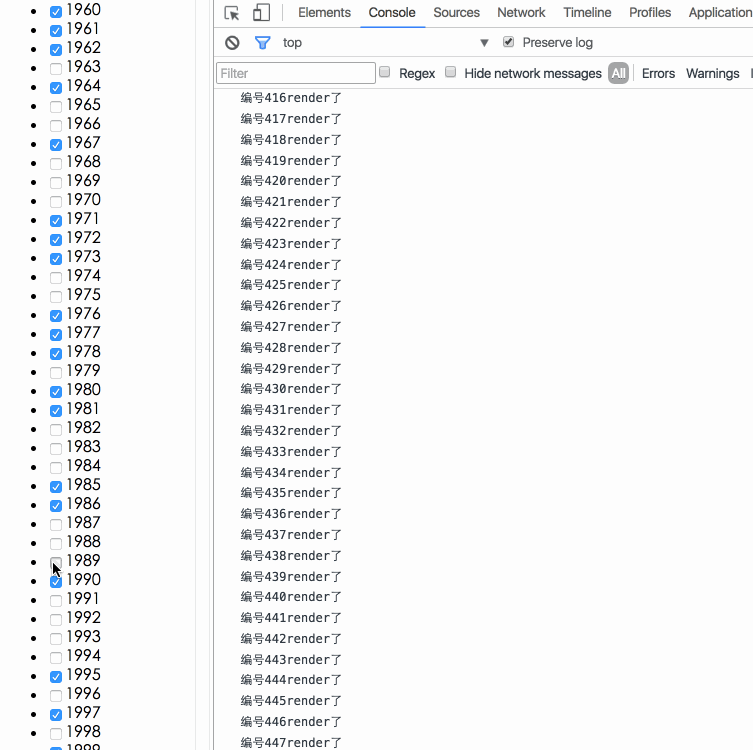 1960
1961
1962
1963
1964
1965
1966
1967
1968
1969
1970
1971
1972
1973
1974
1975
1976
1977
1978
1979
1980
1981
1982
1983
1984
1985
1986
1987
1988
1989
1990
1991
1992
1993
1994
1995
1996
1997
1998
1999
Elements Console Sources Network Timeline Profiles Application
top Preserve log
Filter Regex Hide network messages All Errors Warnings
编号416render了
编号417render了
编号418render了
编号419render了
编号420render了
编号421render了
编号422render了
编号423render了
编号424render了
编号425render了
编号426render了
编号427render了
编号428render了
编号429render了
编号430render了
编号431render了
编号432render了
编号433render了
编号434render了
编号435render了
编号436render了
编号437render了
编号438render了
编号439render了
编号440render了
编号441render了
编号442render了
编号443render了
编号444render了
编号445render了
编号446render了
编号447render了